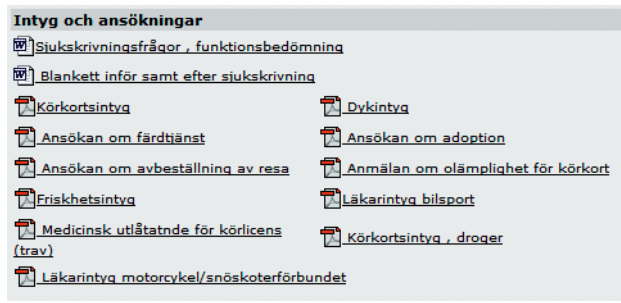 Intyg och ansökningar
Sjukskrivningsfrågor , funktionsbedömning
Blankett inför samt efter sjukskrivning
Körkortsintyg
Dykintyg
Ansökan om färdtjänst
Ansökan om adoption
Ansökan om avbeställning av resa
Anmälan om olämplighet för körkort
Friskhetsintyg
Läkarintyg bilsport
Medicinsk utlåtatnde för körlicens
(trav)
Körkortsintyg , droger
Läkarintyg motorcykel/snöskoterförbundet